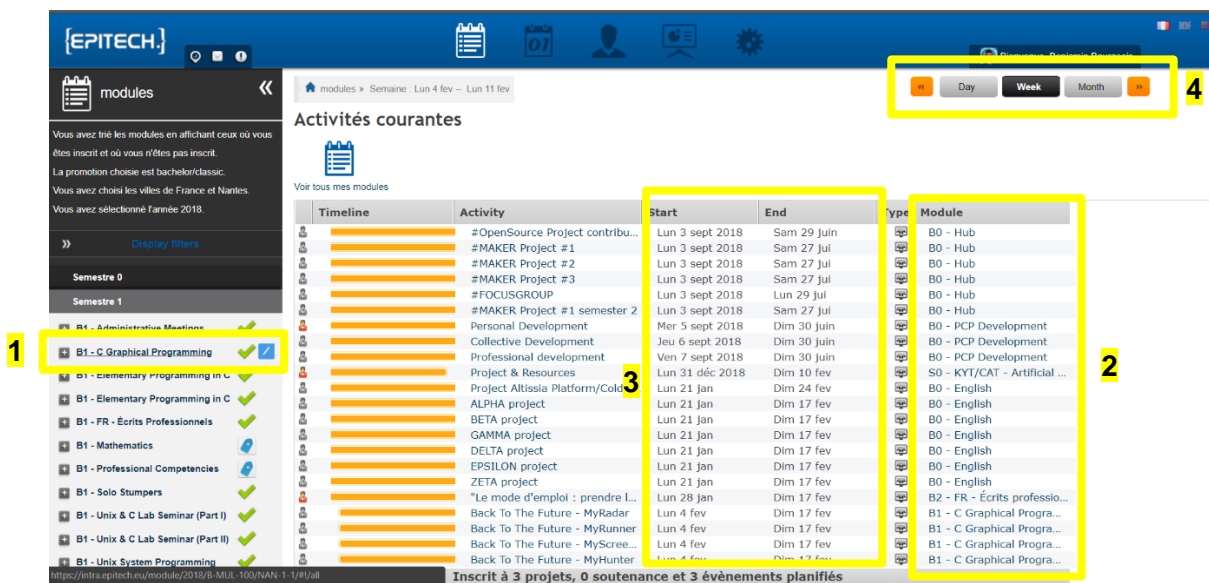 {EPITECH.}
01
Bienvenue, Benjamin Bourgeois
modules
«
modules » Semaine : Lun 4 fev – Lun 11 fev
« Day Week Month »
4
Activités courantes
Vous avez trié les modules en affichant ceux où vous
êtes inscrit et où vous n'êtes pas inscrit.
La promotion choisie est bachelor/classic.
Vous avez choisi les villes de France et Nantes.
Vous avez sélectionné l'année 2018.
Voir tous mes modules
» Display filters
Semestre 0
Semestre 1
B1 - Administrative Meetings
1
B1 - C Graphical Programming
B1 - Elementary Programming in C
B1 - Elementary Programming in C
B1 - FR - Écrits Professionnels
B1 - Mathematics
B1 - Professional Competencies
B1 - Solo Stumpers
B1 - Unix & C Lab Seminar (Part I)
B1 - Unix & C Lab Seminar (Part II)
B1 - Unix System Programming
https://intra.epitech.eu/module/2018/B-MUL-100/NAN-1-1/#!/all
Timeline Activity Start End Type Module
#OpenSource Project contribu... Lun 3 sept 2018 Sam 29 juin B0 - Hub
#MAKER Project #1 Lun 3 sept 2018 Sam 27 jui B0 - Hub
#MAKER Project #2 Lun 3 sept 2018 Sam 27 jui B0 - Hub
#MAKER Project #3 Lun 3 sept 2018 Sam 27 jui B0 - Hub
#FOCUSGROUP Lun 3 sept 2018 Lun 29 jui B0 - Hub
#MAKER Project #1 semester 2 Lun 3 sept 2018 Sam 27 jui B0 - Hub
Personal Development Mer 5 sept 2018 Dim 30 juin B0 - PCP Development
Collective Development Jeu 6 sept 2018 Dim 30 juin B0 - PCP Development
Professional development Ven 7 sept 2018 Dim 30 juin B0 - PCP Development
Project & Resources Lun 31 déc 2018 Dim 10 fev S0 - KYT/CAT - Artificial ...
3
2
Project Altissia Platform/Cold Lun 21 jan Dim 24 fev B0 - English
ALPHA project Lun 21 jan Dim 17 fev B0 - English
BETA project Lun 21 jan Dim 17 fev B0 - English
GAMMA project Lun 21 jan Dim 17 fev B0 - English
DELTA project Lun 21 jan Dim 17 fev B0 - English
EPSILON project Lun 21 jan Dim 17 fev B0 - English
ZETA project Lun 21 jan Dim 17 fev B0 - English
"Le mode d'emploi : prendre l... Lun 28 jan Dim 17 fev B2 - FR - Écrits professio...
Back To The Future - MyRadar Lun 4 fev Dim 17 fev B1 - C Graphical Progra...
Back To The Future - MyRunner Lun 4 fev Dim 17 fev B1 - C Graphical Progra...
Back To The Future - MyScree... Lun 4 fev Dim 17 fev B1 - C Graphical Progra...
Back To The Future - MyHunter Lun 4 fev Dim 17 fev B1 - C Graphical Progra...
Inscrit à 3 projets, 0 soutenance et 3 évènements planifiés